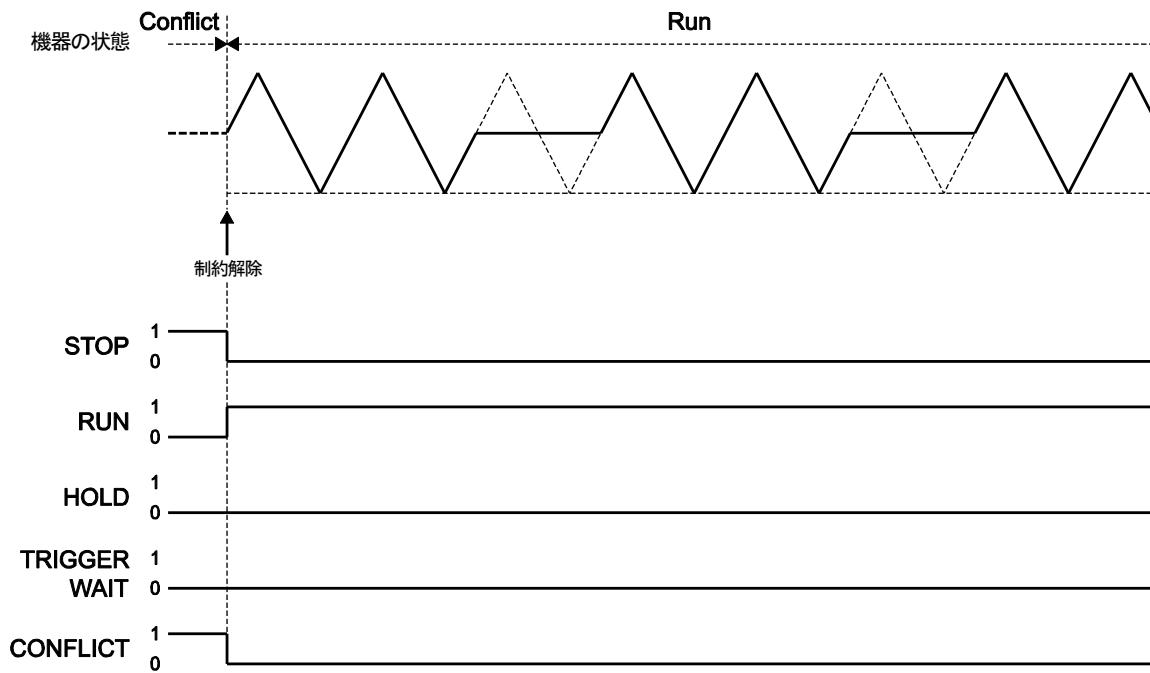 Conflict
Run
機器の状態
制約解除
1
STOP
0
1
RUN
0
1
HOLD
0
TRIGGER 1
WAIT 0
1
CONFLICT
0